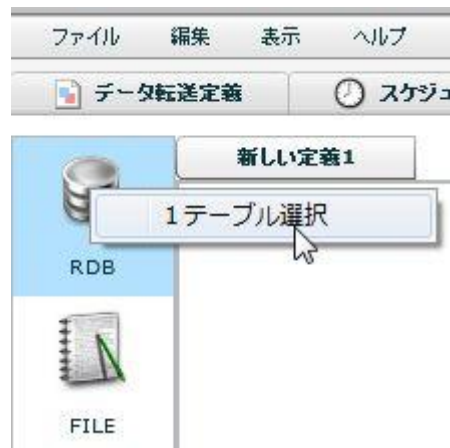 ファイル 編集 表示 ヘルプ
データ転送定義 スケジュ
新しい定義1
1テーブル選択
RDB
FILE